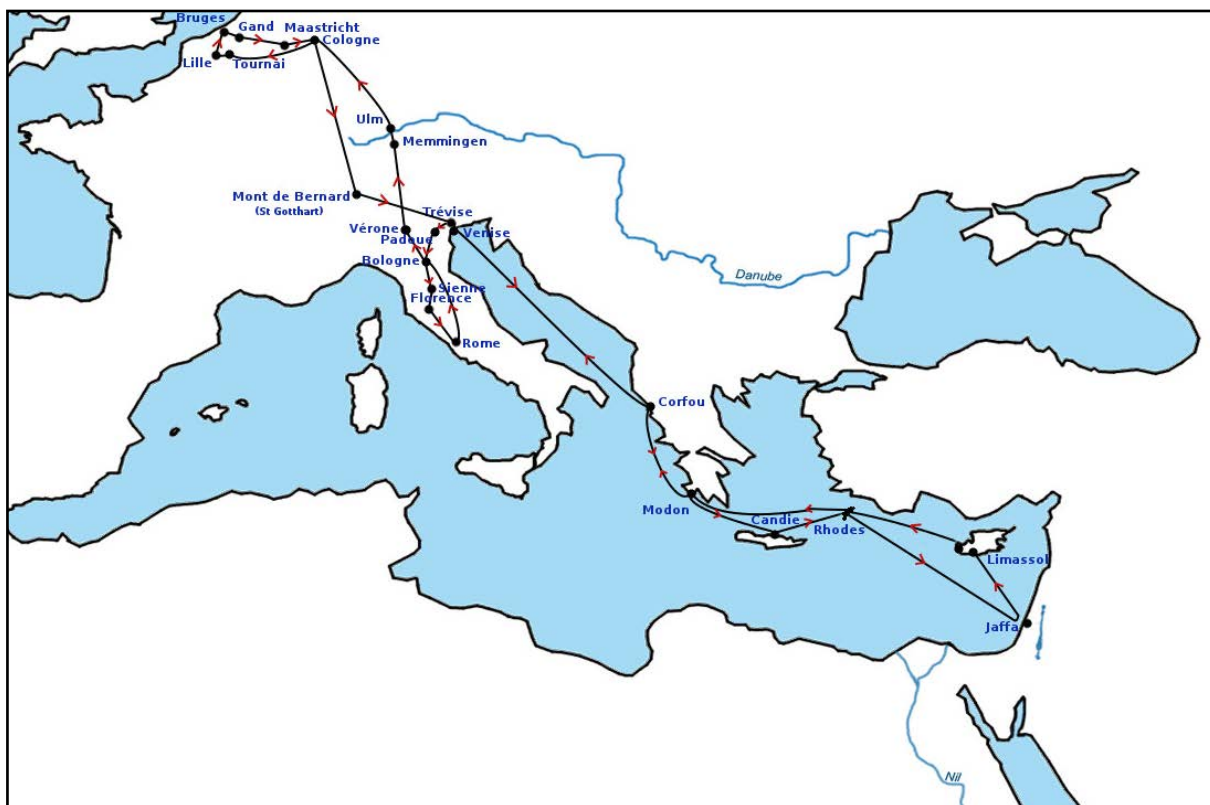 Bruges
Gand
Maastricht
Cologne
Lille
Tournai
Ulm
Memmingen
Mont de Bernard
(St Gotthart)
Trévise
Vérone
Padoue
Venise
Bologne
Danube
Sienne
Florence
Rome
Corfou
Modon
Candie
Rhodes
Limassol
Jaffa
Nil